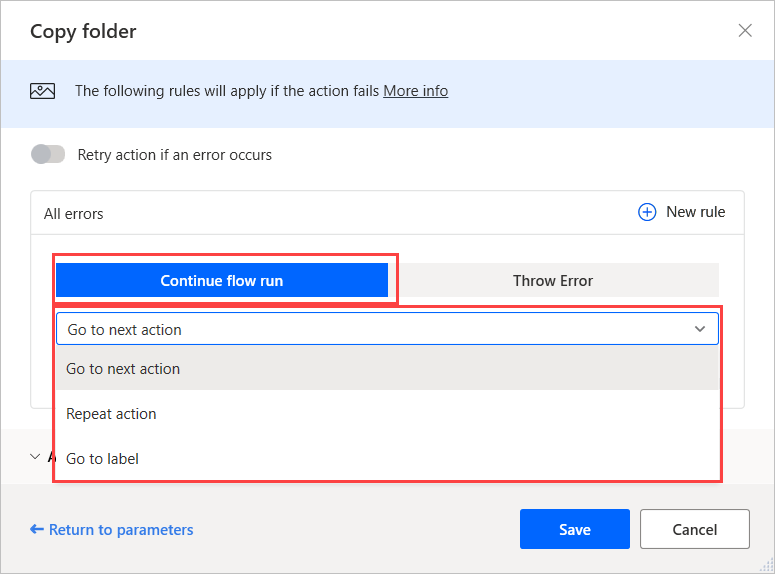 Copy folder
The following rules will apply if the action fails More info
Retry action if an error occurs
All errors
New rule
Continue flow run
Throw Error
Go to next action
Go to next action
Repeat action
Go to label
Return to parameters
Save
Cancel